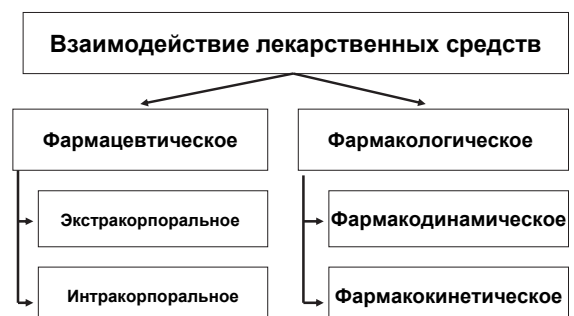 Взаимодействие лекарственных средств
Фармацевтическое
Фармакологическое
Экстракорпоральное
Фармакодинамическое
Интракорпоральное
Фармакокинетическое